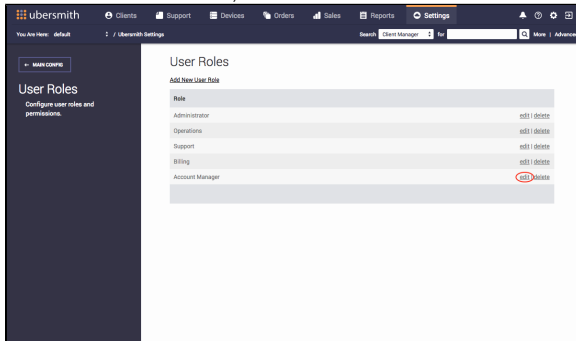 ubersmith Clients Support Devices Orders Sales Reports Settings
You Are Here: default / Ubersmith Settings Search Client Manager for More | Advanced
← MAIN CONFIG
User Roles
Configure user roles and
permissions.
User Roles
Add New User Role
Role
Administrator edit | delete
Operations edit | delete
Support edit | delete
Billing edit | delete
Account Manager edit | delete